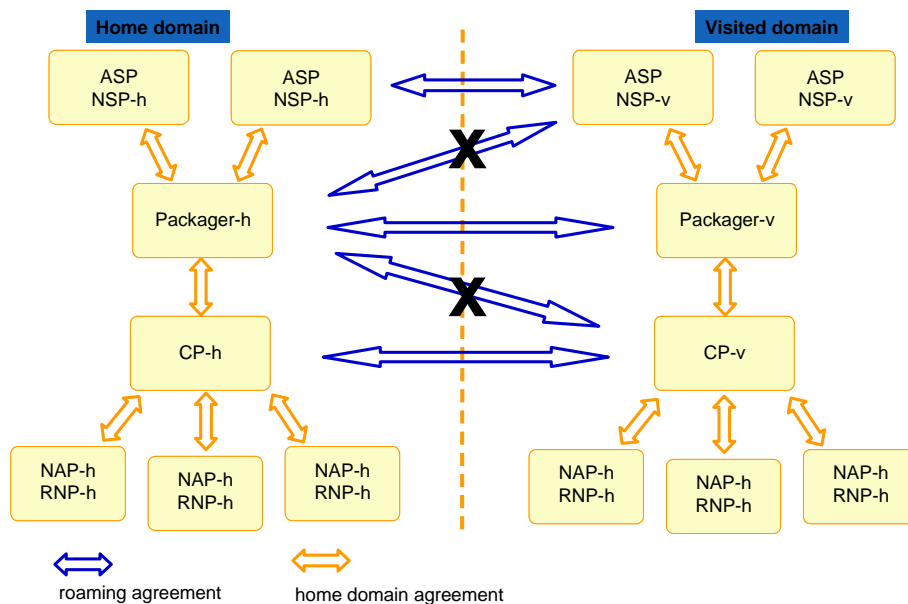 Home domain
Visited domain
ASP
NSP-h
ASP
NSP-h
ASP
NSP-v
ASP
NSP-v
X
Packager-h
Packager-v
X
CP-h
CP-v
NAP-h
RNP-h
NAP-h
RNP-h
NAP-h
RNP-h
NAP-h
RNP-h
NAP-h
RNP-h
NAP-h
RNP-h
roaming agreement
home domain agreement